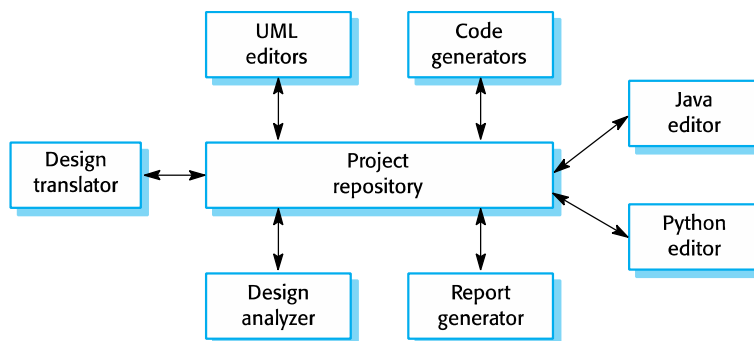 UML
editors
Code
generators
Java
editor
Design
translator
Project
repository
Python
editor
Design
analyzer
Report
generator